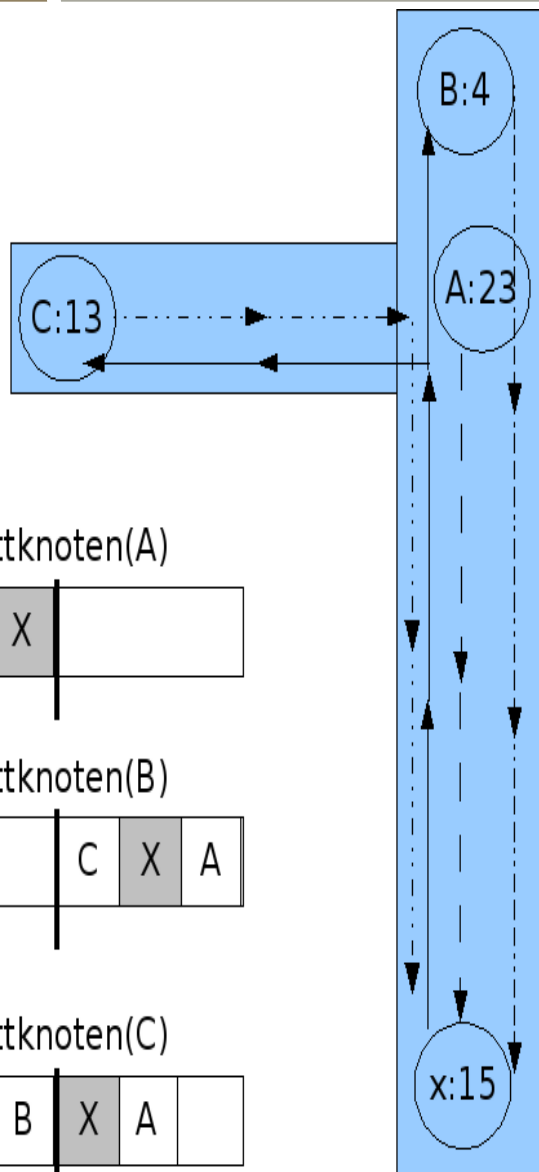 B:4
A:23
C:13
ttknoten(A)
X
ttknoten(B)
C X A
ttknoten(C)
B X A
x:15